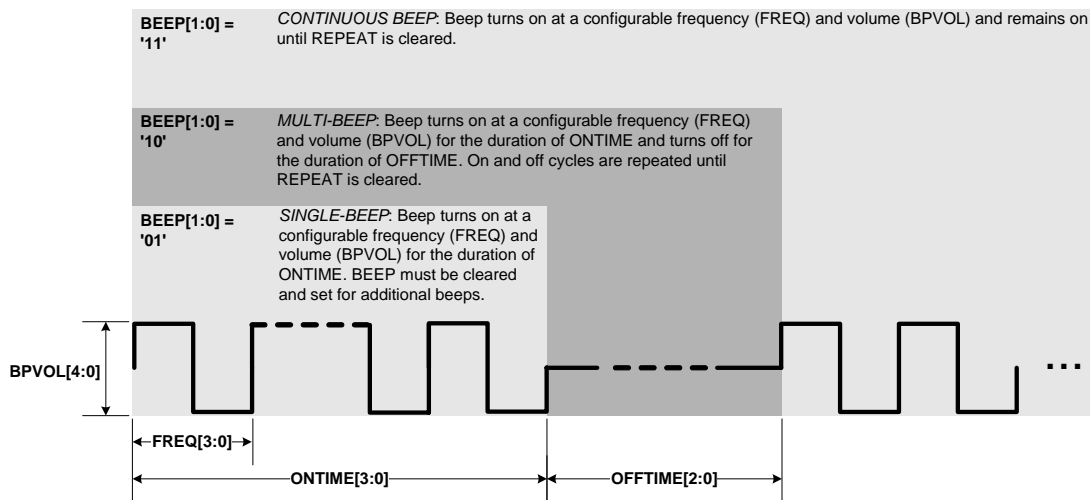 BEEP[1:0] =
'11'
CONTINUOUS BEEP: Beep turns on at a configurable frequency (FREQ) and volume (BPVOL) and remains on
until REPEAT is cleared.
BEEP[1:0] =
'10'
MULTI-BEEP: Beep turns on at a configurable frequency (FREQ)
and volume (BPVOL) for the duration of ONTIME and turns off for
the duration of OFFTIME. On and off cycles are repeated until
REPEAT is cleared.
BEEP[1:0] =
'01'
SINGLE-BEEP: Beep turns on at a
configurable frequency (FREQ) and
volume (BPVOL) for the duration of
ONTIME. BEEP must be cleared
and set for additional beeps.
BPVOL[4:0]
...
FREQ[3:0]
ONTIME[3:0]
OFFTIME[2:0]